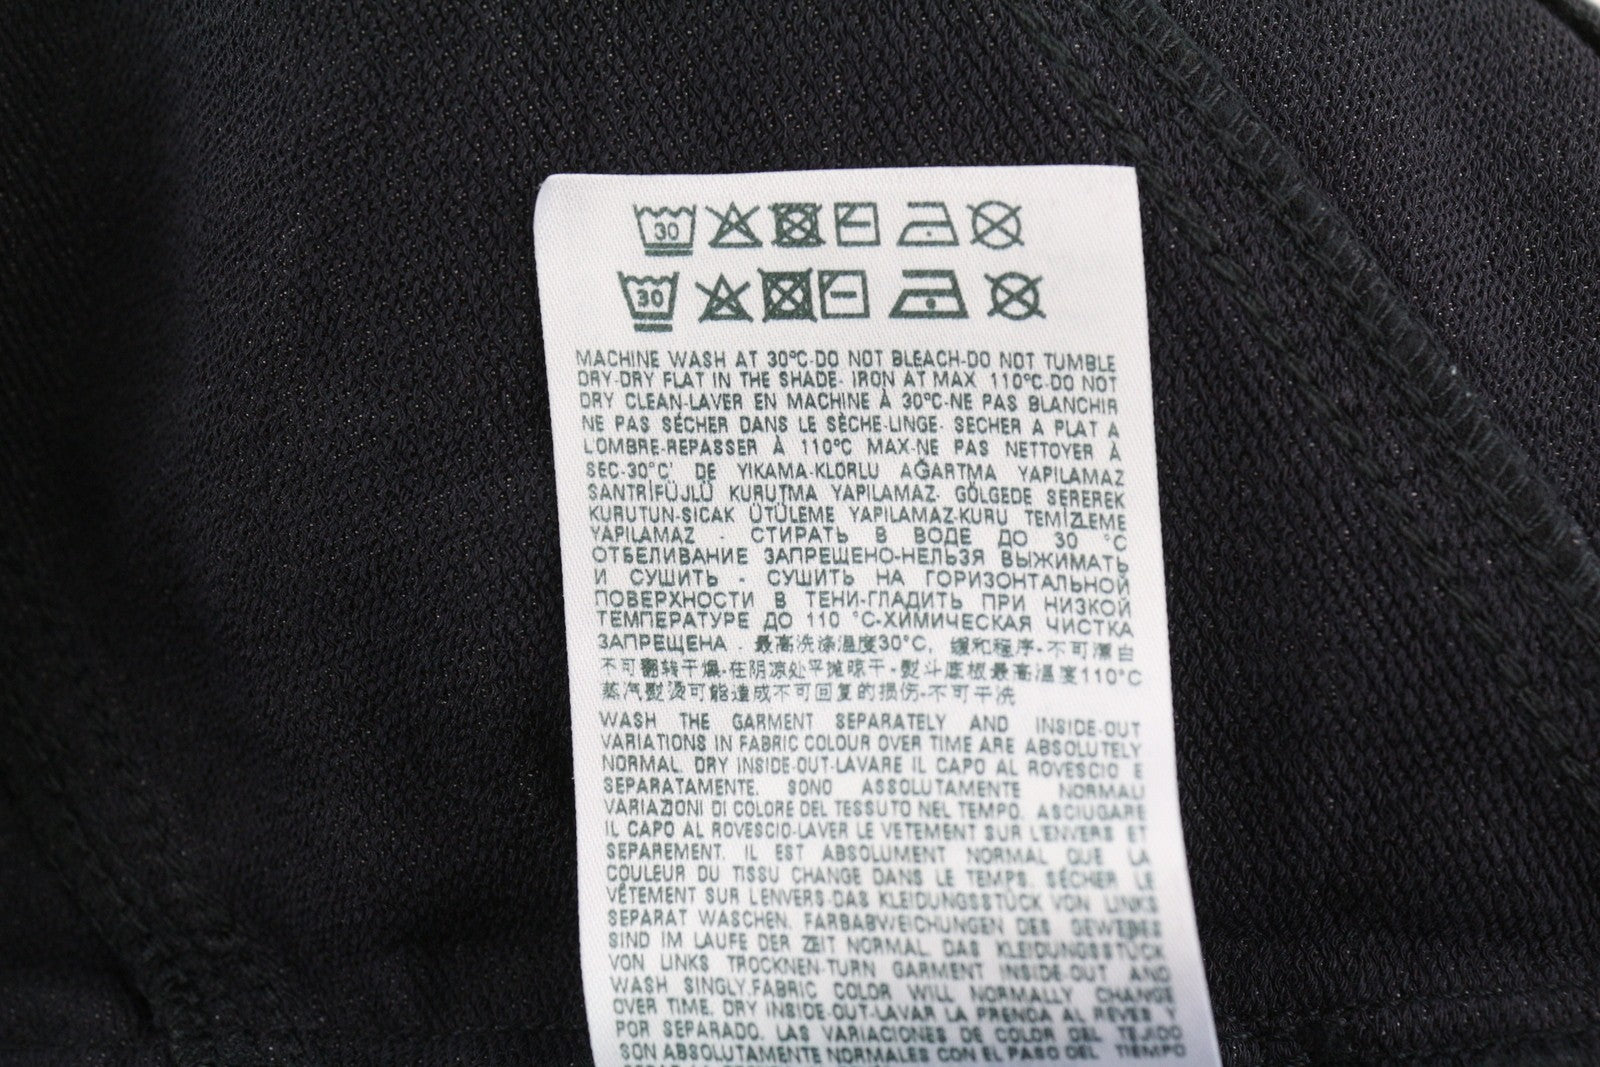 30
30
MACHINE WASH AT 30°C-DO NOT BLEACH-DO NOT TUMBLE
DRY-DRY FLAT IN THE SHADE- IRON AT MAX 110°C-DO NOT
DRY CLEAN-LAVER EN MACHINE À 30°C-NE PAS BLANCHIR
NE PAS SÉCHER DANS LE SÈCHE-LINGE- SECHER A PLAT A
L'OMBRE-REPASSER À 110°C MAX-NE PAS NETTOYER À
SEC-30°C' DE YIKAMA-KLORLU AĞARTMA YAPILAMAZ
SANTRİFÜJLÜ KURUTMA YAPILAMAZ- GÖLGEDE SEREREK
KURUTUN-SICAK ÜTÜLEME YAPILAMAZ-KURU TEMİZLEME
YAPILAMAZ - СТИРАТЬ В ВОДЕ ДО 30 °C
ОТБЕЛИВАНИЕ ЗАПРЕЩЕНО-НЕЛЬЗЯ ВЫЖИМАТЬ
И СУШИТЬ - СУШИТЬ НА ГОРИЗОНТАЛЬНОЙ
ПОВЕРХНОСТИ В ТЕНИ-ГЛАДИТЬ ПРИ НИЗКОЙ
ТЕМПЕРАТУРЕ ДО 110 °C-ХИМИЧЕСКАЯ ЧИСТКА
ЗАПРЕЩЕНА - 最高洗涤温度30°C, 缓和程序-不可漂白
不可翻转干燥-在阴凉处平摊晾干-熨斗底板最高温度110°C
蒸汽熨烫可能造成不可回复的损伤-不可干洗
WASH THE GARMENT SEPARATELY AND INSIDE-OUT
VARIATIONS IN FABRIC COLOUR OVER TIME ARE ABSOLUTELY
NORMAL. DRY INSIDE-OUT-LAVARE IL CAPO AL ROVESCIO E
SEPARATAMENTE. SONO ASSOLUTAMENTE NORMALI
VARIAZIONI DI COLORE DEL TESSUTO NEL TEMPO. ASCIUGARE
IL CAPO AL ROVESCIO-LAVER LE VETEMENT SUR L'ENVERS ET
SEPAREMENT. IL EST ABSOLUMENT NORMAL QUE LA
COULEUR DU TISSU CHANGE DANS LE TEMPS. SÉCHER LE
VÊTEMENT SUR L'ENVERS-DAS KLEIDUNGSSTÜCK VON LINKS
SEPARAT WASCHEN. FARBABWEICHUNGEN DES GEWEBES
SIND IM LAUFE DER ZEIT NORMAL. DAS KLEIDUNGSSTÜCK
VON LINKS TROCKNEN-TURN GARMENT INSIDE-OUT AND
WASH SINGLY.FABRIC COLOR WILL NORMALLY CHANGE
OVER TIME. DRY INSIDE-OUT-LAVAR LA PRENDA AL REVES Y
POR SEPARADO. LAS VARIACIONES DE COLOR DEL TEJIDO
SON ABSOLUTAMENTE NORMALES CON EL PASO DEL TIEMPO